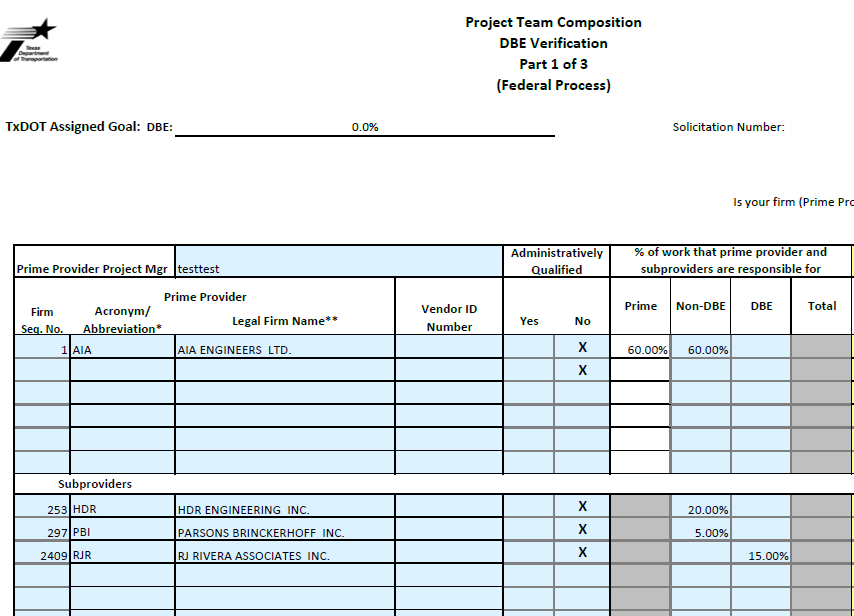 Project Team Composition
DBE Verification
Part 1 of 3
(Federal Process)
Texas
Department
of Transportation
TxDOT Assigned Goal: DBE: 0.0% Solicitation Number:
Is your firm (Prime Pro
Prime Provider Project Mgr testtest Administratively Qualified % of work that prime provider and subproviders are responsible for
Prime Provider
Firm Seq. No. Acronym/ Abbreviation* Legal Firm Name** Vendor ID Number Yes No Prime Non-DBE DBE Total
1 AIA AIA ENGINEERS LTD. X 60.00% 60.00%
X
Subproviders
253 HDR HDR ENGINEERING INC. X 20.00%
297 PBI PARSONS BRINCKERHOFF INC. X 5.00%
2409 RJR RJ RIVERA ASSOCIATES INC. X 15.00%